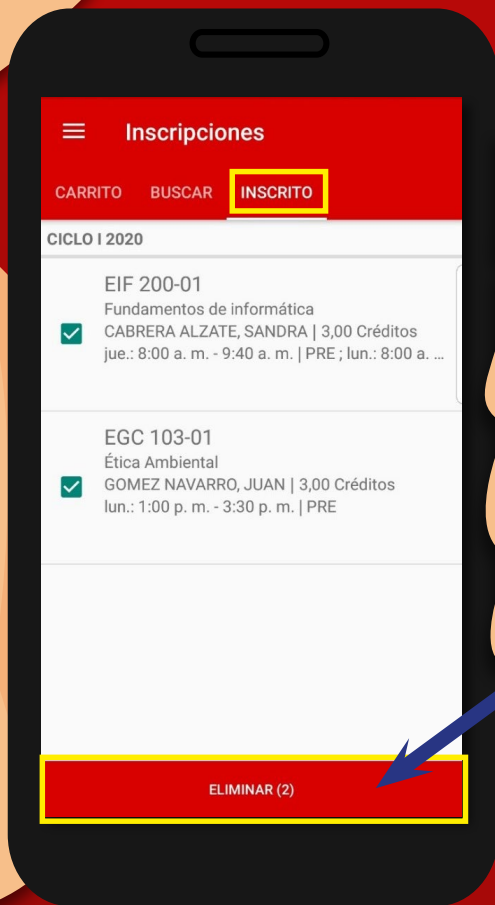 Inscripciones
CARRITO BUSCAR INSCRITO
CICLO I 2020
EIF 200-01
Fundamentos de informática
CABRERA ALZATE, SANDRA | 3,00 Créditos
jue.: 8:00 a. m. - 9:40 a. m. | PRE ; lun.: 8:00 a. ...
EGC 103-01
Ética Ambiental
GOMEZ NAVARRO, JUAN | 3,00 Créditos
lun.: 1:00 p. m. - 3:30 p. m. | PRE
ELIMINAR (2)